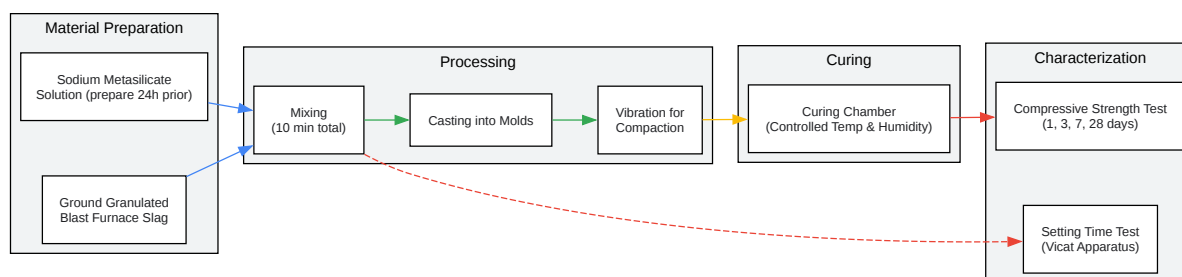 Material Preparation
Sodium Metasilicate
Solution (prepare 24h prior)
Ground Granulated
Blast Furnace Slag
Processing
Mixing
(10 min total)
Casting into Molds
Vibration for
Compaction
Curing
Curing Chamber
(Controlled Temp & Humidity)
Characterization
Compressive Strength Test
(1, 3, 7, 28 days)
Setting Time Test
(Vicat Apparatus)